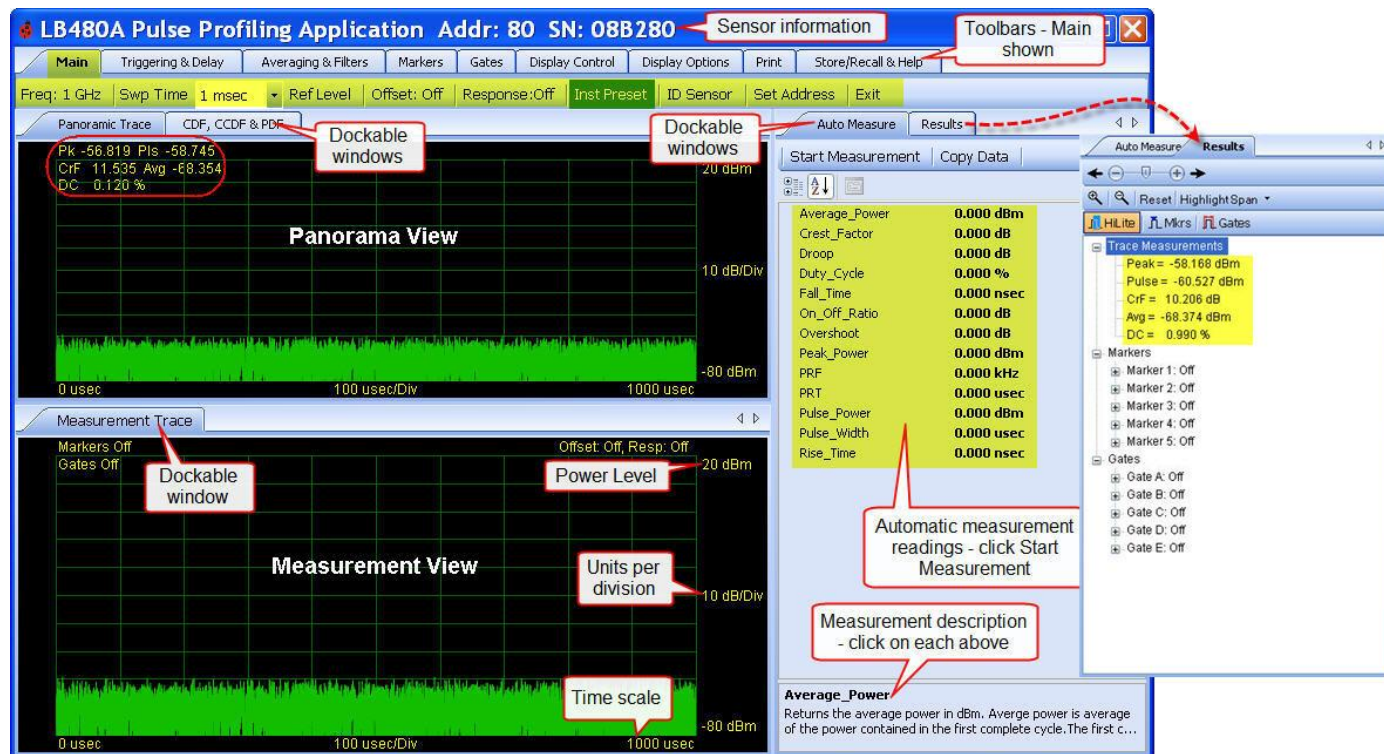 LB480A Pulse Profiling Application Addr: 80 SN: 08B280
Sensor information
Toolbars - Main
shown
Main
Triggering & Delay
Averaging & Filters
Markers
Gates
Display Control
Display Options
Print
Store/Recall & Help
Freq: 1 GHz
Swp Time
1 msec
Ref Level
Offset: Off
Response:Off
Inst Preset
ID Sensor
Set Address
Exit
Panoramic Trace
CDF, CCDF & PDF
Dockable
windows
Dockable
windows
Auto Measure
Results
Pk -56.819 Pls -58.745
CrF 11.535 Avg -68.354
DC 0.120 %
20 dBm
Panorama View
10 dB/Div
-80 dBm
0 usec
100 usec/Div
1000 usec
Start Measurement
Copy Data
Average_Power 0.000 dBm
Crest_Factor 0.000 dB
Droop 0.000 dB
Duty_Cycle 0.000 %
Fall_Time 0.000 nsec
On_Off_Ratio 0.000 dB
Overshoot 0.000 dB
Peak_Power 0.000 dBm
PRF 0.000 kHz
PRT 0.000 usec
Pulse_Power 0.000 dBm
Pulse_Width 0.000 usec
Rise_Time 0.000 nsec
Auto Measure
Results
Reset
HighlightSpan
HiLite
Mkrs
Gates
Trace Measurements
Peak = -58.168 dBm
Pulse = -60.527 dBm
CrF = 10.206 dB
Avg = -68.374 dBm
DC = 0.990 %
Markers
Marker 1: Off
Marker 2: Off
Marker 3: Off
Marker 4: Off
Marker 5: Off
Gates
Gate A: Off
Gate B: Off
Gate C: Off
Gate D: Off
Gate E: Off
Measurement Trace
Markers Off
Gates Off
Dockable
window
Offset: Off, Resp: Off
Power Level
20 dBm
Measurement View
Units per
division
10 dB/Div
Time scale
-80 dBm
0 usec
100 usec/Div
1000 usec
Automatic measurement
readings - click Start
Measurement
Measurement description
- click on each above
Average_Power
Returns the average power in dBm. Averge power is average
of the power contained in the first complete cycle.The first c...